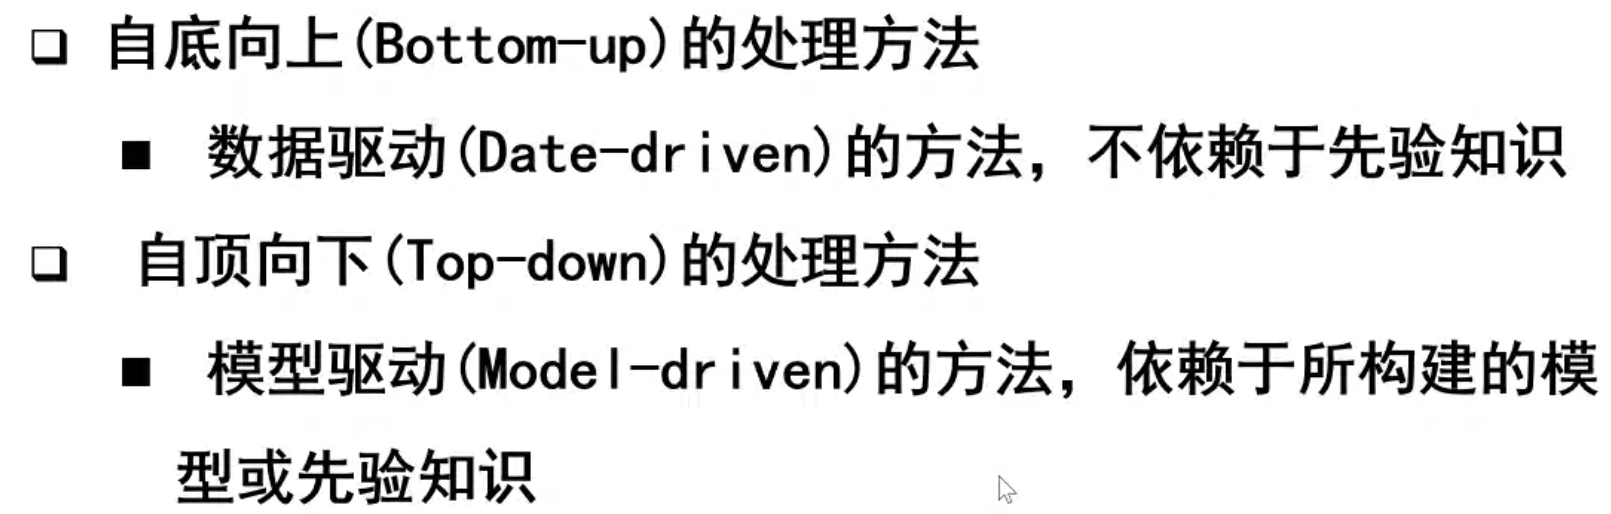 ❑ 自底向上(Bottom-up)的处理方法
■ 数据驱动(Date-driven)的方法，不依赖于先验知识
❑ 自顶向下(Top-down)的处理方法
■ 模型驱动(Model-driven)的方法，依赖于所构建的模
型或先验知识